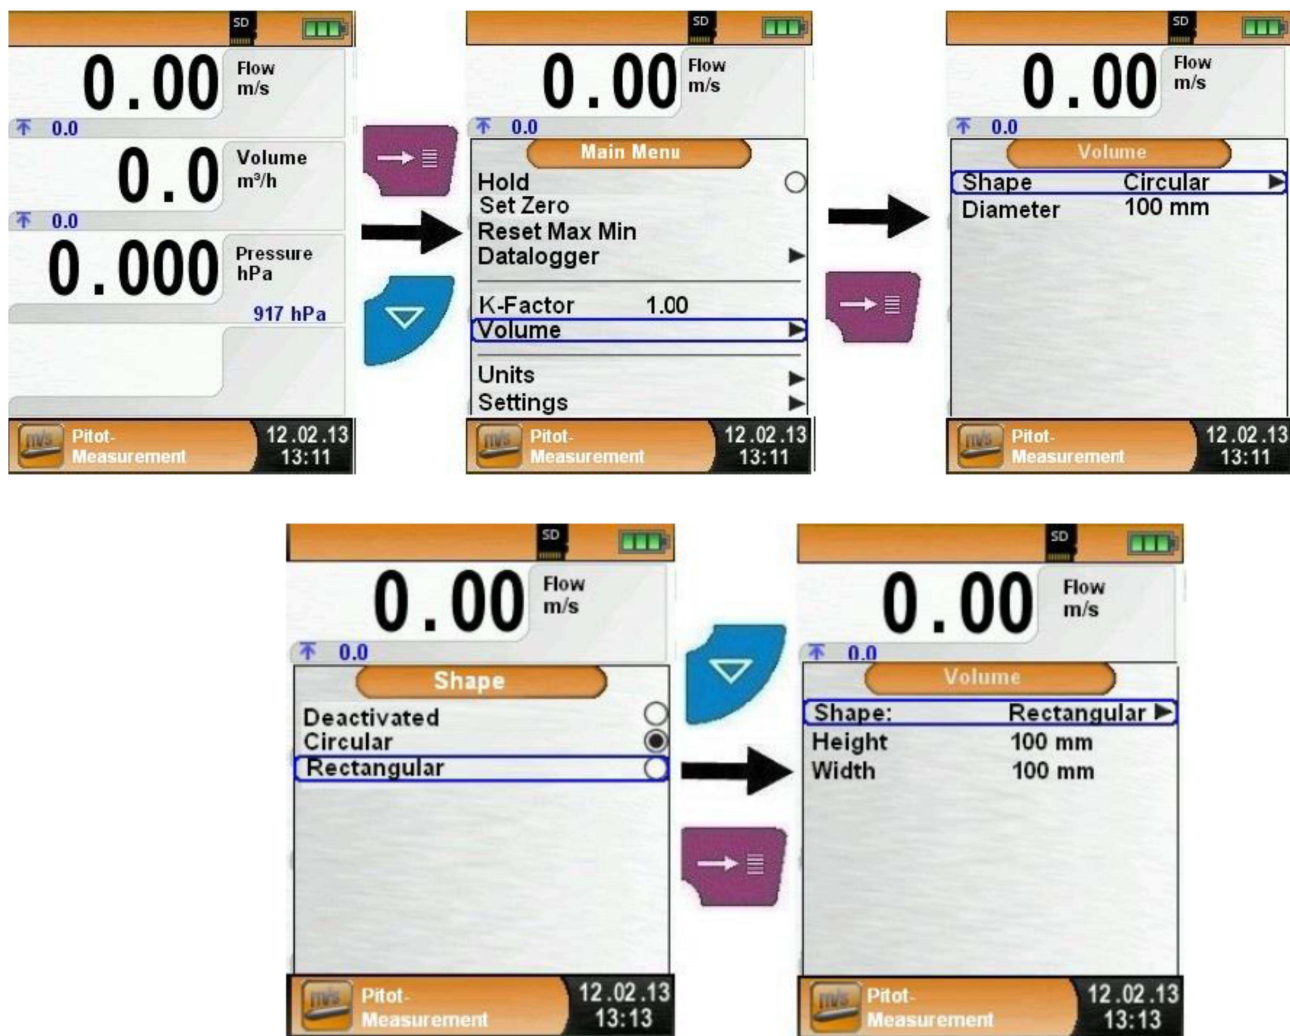 SD
0.00 Flow m/s
0.0
0.0 Volume m³/h
0.0
0.000 Pressure hPa
917 hPa
m/s Pitot-Measurement 12.02.13 13:11
SD
0.00 Flow m/s
0.0
Main Menu
Hold
Set Zero
Reset Max Min
Datalogger
K-Factor 1.00
Volume
Units
Settings
m/s Pitot-Measurement 12.02.13 13:11
SD
0.00 Flow m/s
0.0
Volume
Shape Circular
Diameter 100 mm
m/s Pitot-Measurement 12.02.13 13:11
SD
0.00 Flow m/s
0.0
Shape
Deactivated
Circular
Rectangular
m/s Pitot-Measurement 12.02.13 13:13
SD
0.00 Flow m/s
0.0
Volume
Shape: Rectangular
Height 100 mm
Width 100 mm
m/s Pitot-Measurement 12.02.13 13:13